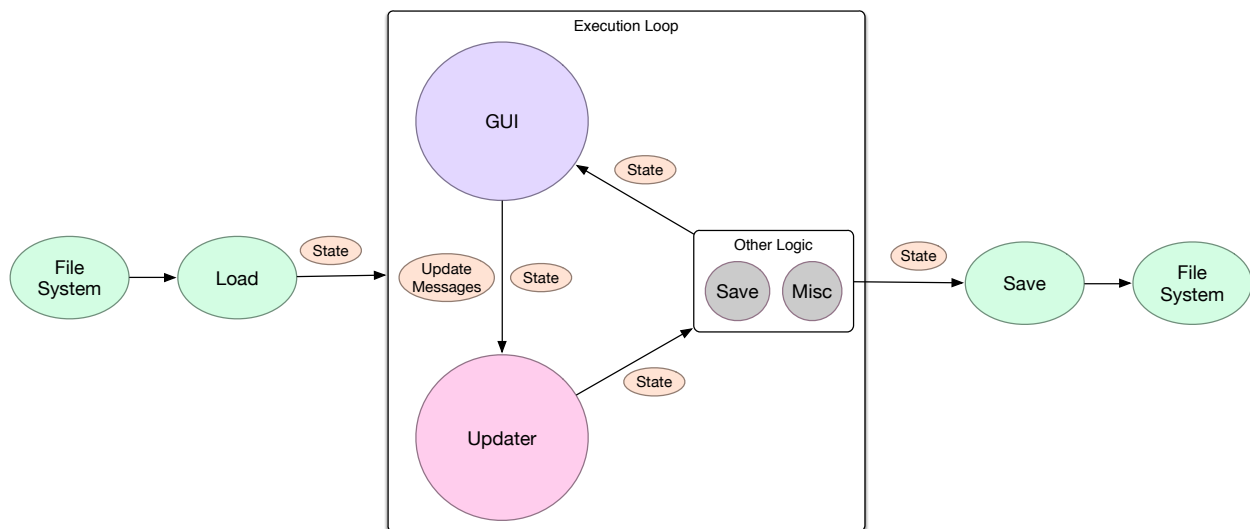 Execution Loop
GUI
State
Other Logic
State
State
File
System
Load
Update
Messages
State
Save
Misc
Save
File
System
State
Updater